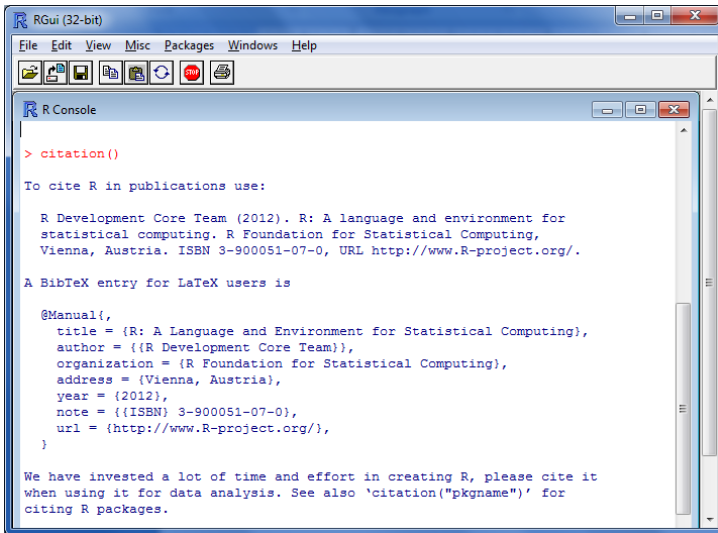 RGui (32-bit)
File Edit View Misc Packages Windows Help
STOP
R Console
> citation()
To cite R in publications use:
R Development Core Team (2012). R: A language and environment for
statistical computing. R Foundation for Statistical Computing,
Vienna, Austria. ISBN 3-900051-07-0, URL http://www.R-project.org/.
A BibTeX entry for LaTeX users is
@Manual{,
title = {R: A Language and Environment for Statistical Computing},
author = {{R Development Core Team}},
organization = {R Foundation for Statistical Computing},
address = {Vienna, Austria},
year = {2012},
note = {{ISBN} 3-900051-07-0},
url = {http://www.R-project.org/},
}
We have invested a lot of time and effort in creating R, please cite it
when using it for data analysis. See also ‘citation("pkgname")’ for
citing R packages.